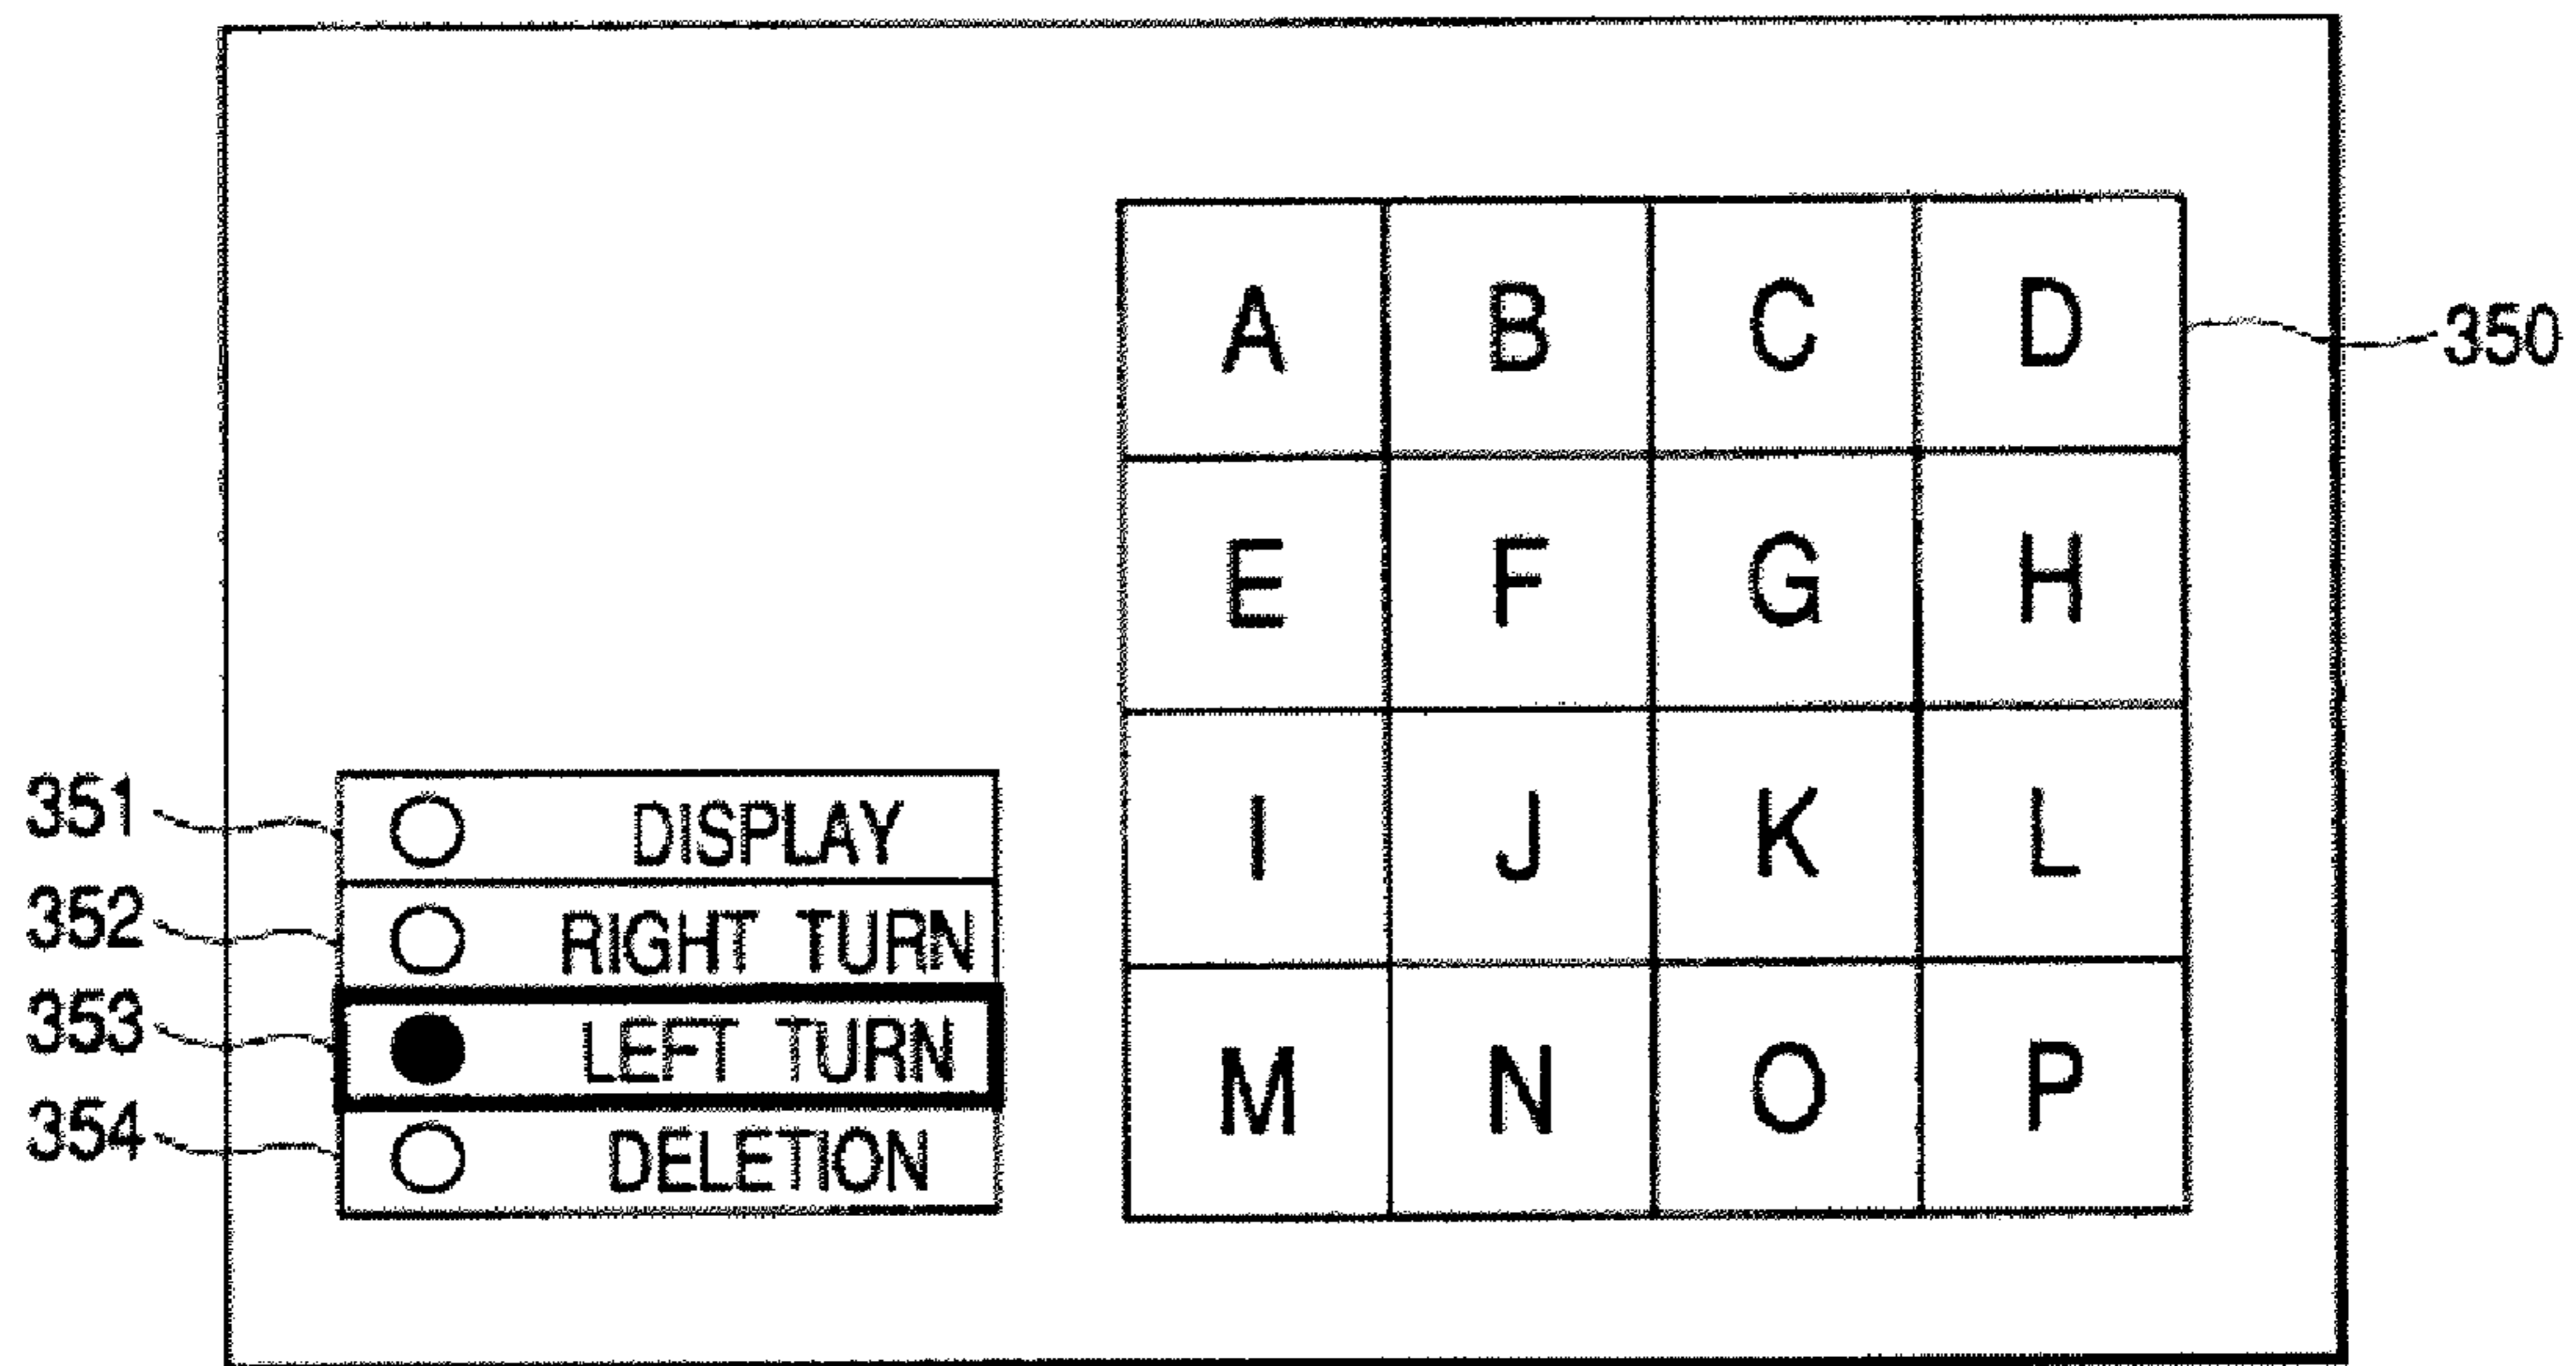 A B C D
350
E F G H
I J K L
M N O P
351 DISPLAY
352 RIGHT TURN
353 LEFT TURN
354 DELETION